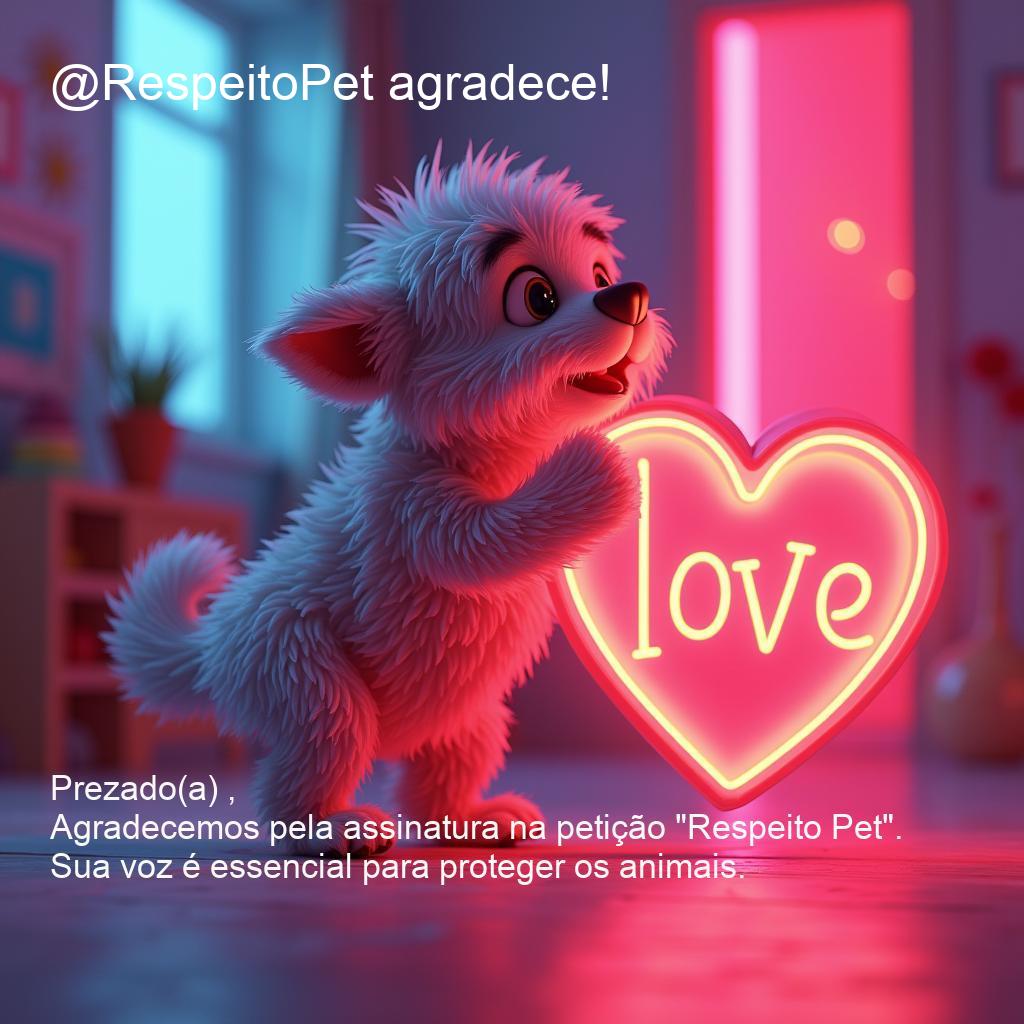 @RespeitoPet agradece!
love
Prezado(a) ,
Agradecemos pela assinatura na petição "Respeito Pet".
Sua voz é essencial para proteger os animais.